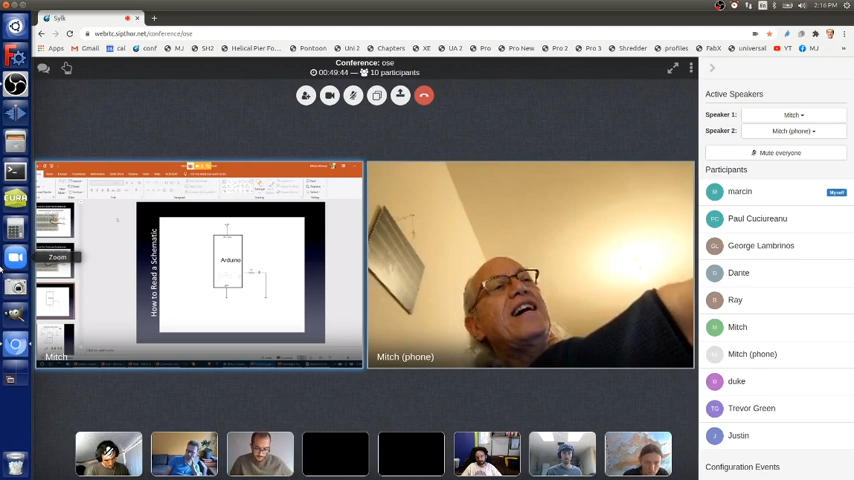 Sylk
2:16 PM
webrtc.sipthor.net/conference/ose
Apps
Gmail
cal
conf
MJ
SH2
Helical Pier Fo...
Pontoon
Uni 2
Chapters
XE
UA 2
Pro
Pro New
Pro 2
Pro 3
Shredder
profiles
FabX
universal
YT
MJ
Conference: ose
00:49:44 — 10 participants
Zoom
CURA
How to Read a Schematic
Arduino
Mitch
Mitch (phone)
Active Speakers
Speaker 1:
Mitch
Speaker 2:
Mitch (phone)
Mute everyone
Participants
marcin
Myself
PC
Paul Cuciureanu
GL
George Lambrinos
D
Dante
R
Ray
M
Mitch
M
Mitch (phone)
D
duke
TG
Trevor Green
J
Justin
Configuration Events